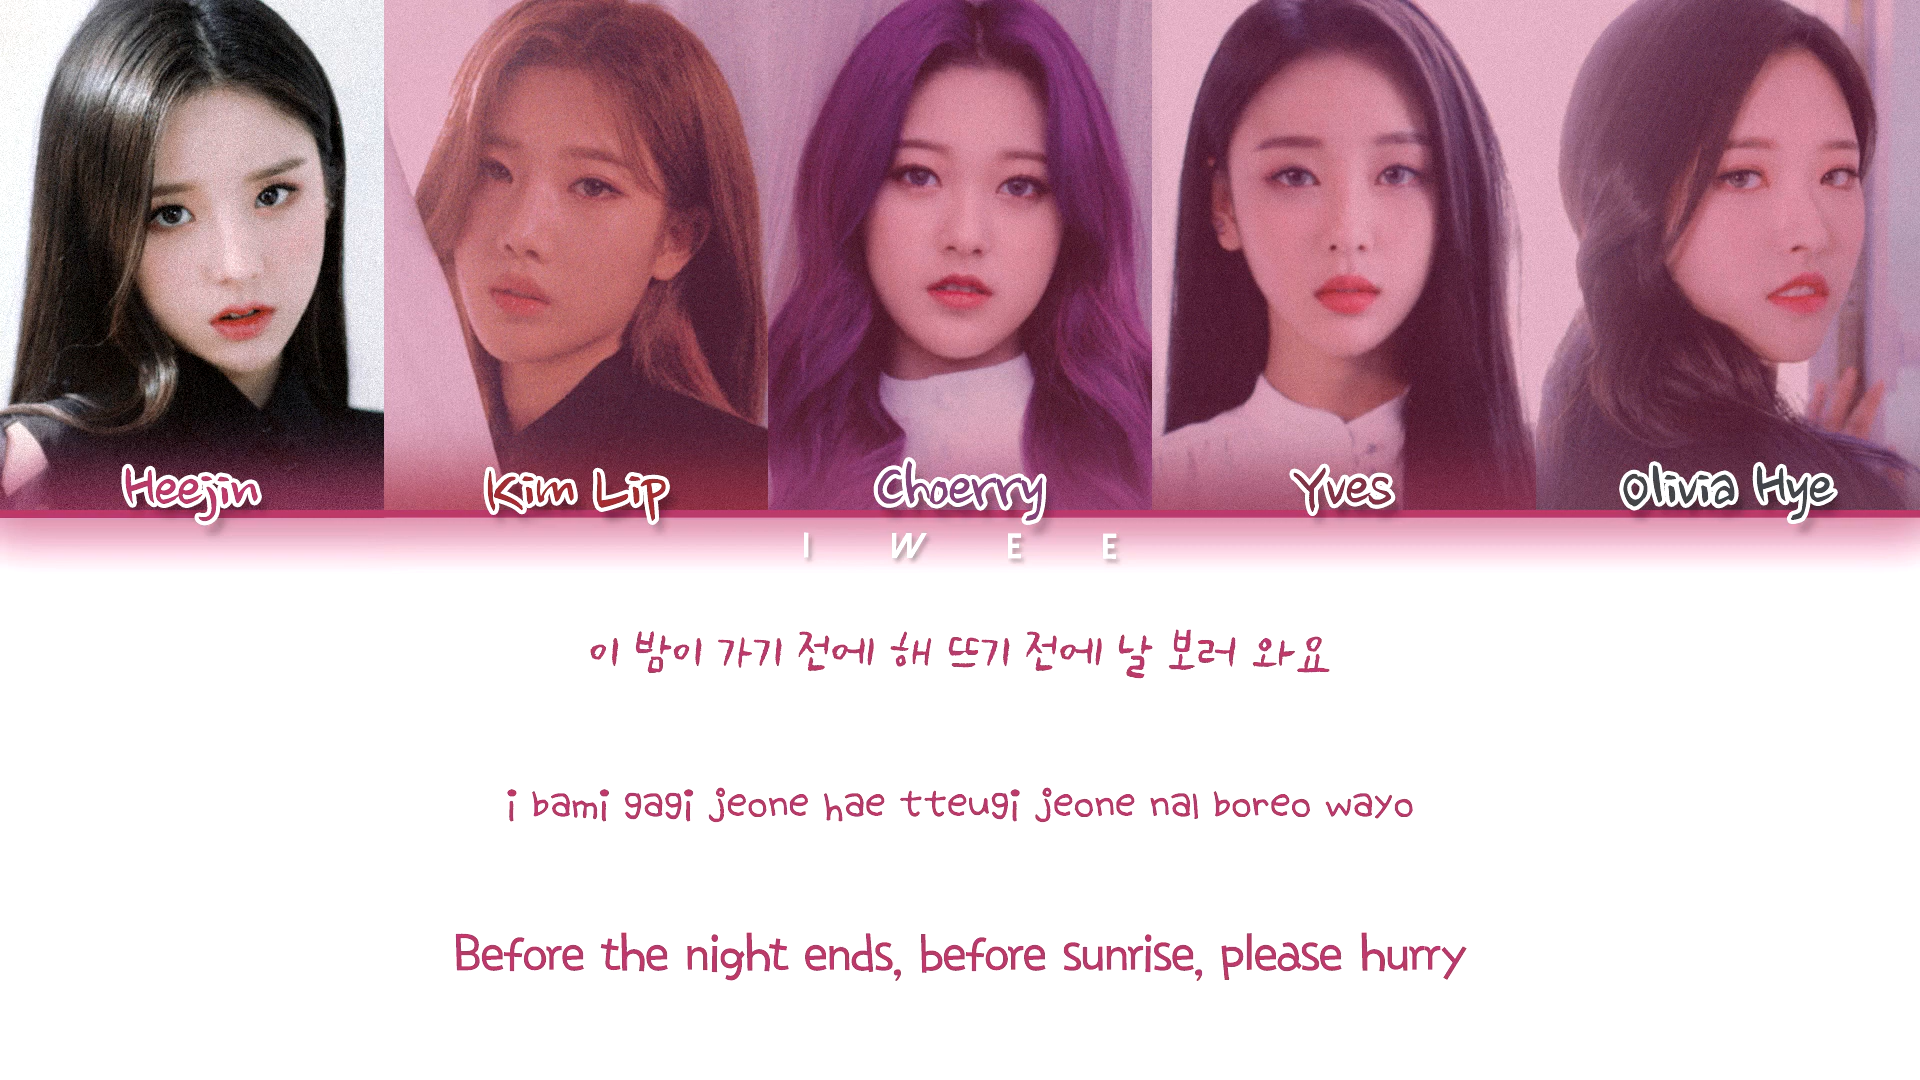 Heejin
Kim Lip
Choerry
Yves
Olivia Hye
I W E E
이 밤이 가기 전에 해 뜨기 전에 날 보러 와요
i bami gagi jeone hae tteugi jeone nal boreo wayo
Before the night ends, before sunrise, please hurry